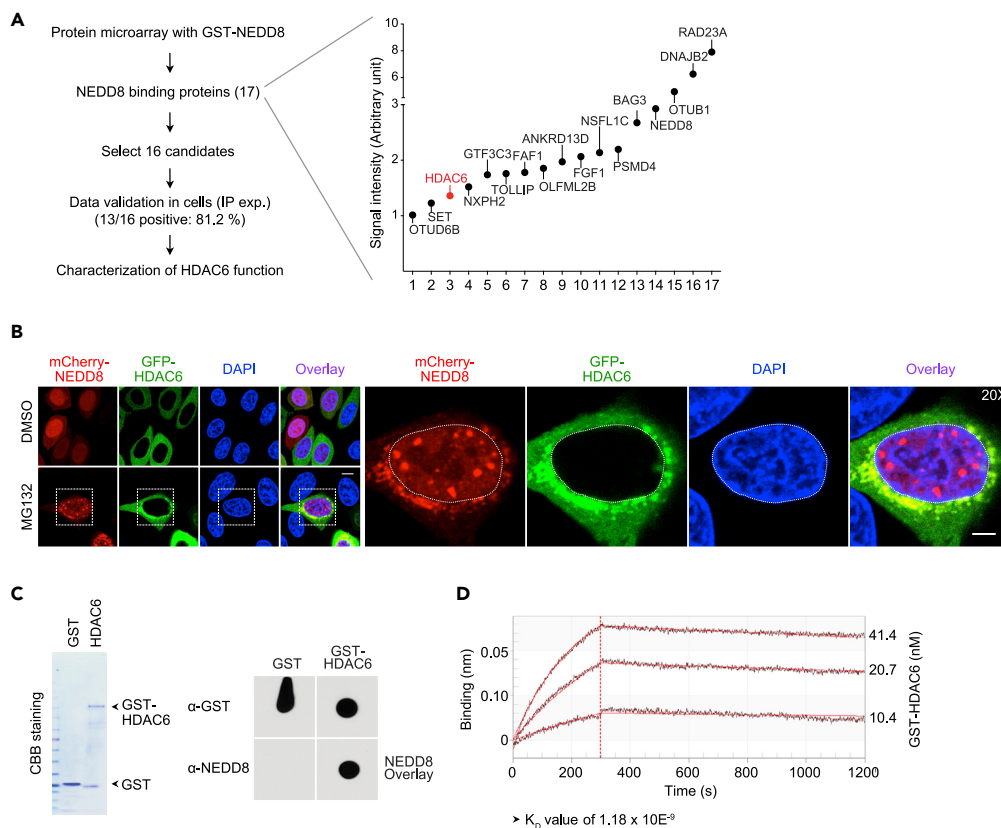 A
Protein microarray with GST-NEDD8
NEDD8 binding proteins (17)
Select 16 candidates
Data validation in cells (IP exp.)
(13/16 positive: 81.2 %)
Characterization of HDAC6 function
Signal intensity (Arbitrary unit)
10
8
6
3
2
1
RAD23A
DNAJB2
BAG3
OTUB1
NEDD8
NSFL1C
ANKRD13D
PSMD4
GTF3C3
FAF1
FGF1
OLFML2B
HDAC6
TOLLIP
NXPH2
SET
OTUD6B
1 2 3 4 5 6 7 8 9 10 11 12 13 14 15 16 17
B
mCherry-
NEDD8
GFP-
HDAC6
DAPI
Overlay
mCherry-
NEDD8
GFP-
HDAC6
DAPI
Overlay
DMSO
MG132
20X
C
GST
HDAC6
CBB staining
GST-
HDAC6
GST
GST
GST-
HDAC6
α-GST
α-NEDD8
NEDD8
Overlay
D
Binding (nm)
0.05
0.10
0
41.4
20.7
10.4
GST-HDAC6 (nM)
0 200 400 600 800 1000 1200
Time (s)
K_D value of 1.18 x 10E⁻⁹